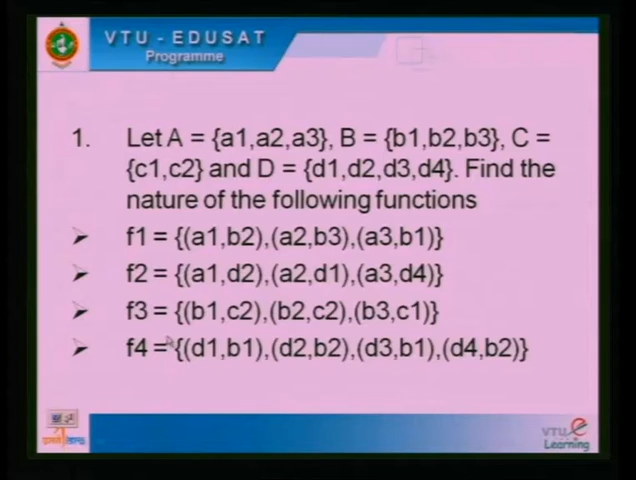 VTU - EDUSAT
Programme
1. Let A = {a1,a2,a3}, B = {b1,b2,b3}, C =
{c1,c2} and D = {d1,d2,d3,d4}. Find the
nature of the following functions
➢ f1 = {(a1,b2),(a2,b3),(a3,b1)}
➢ f2 = {(a1,d2),(a2,d1),(a3,d4)}
➢ f3 = {(b1,c2),(b2,c2),(b3,c1)}
➢ f4 = {(d1,b1),(d2,b2),(d3,b1),(d4,b2)}
VTU e
Learning